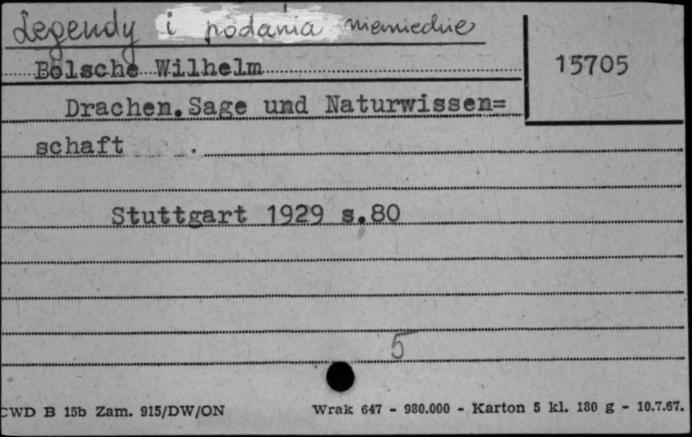 Legendy i podania niemieckie
Bölsche Wilhelm
15705
Drachen.Sage und Naturwissen=
schaft .
Stuttgart 1929 s.80
5
CWD B 15b Zam. 915/DW/ON Wrak 647 - 980.000 - Karton 5 kl. 180 g - 10.7.67.